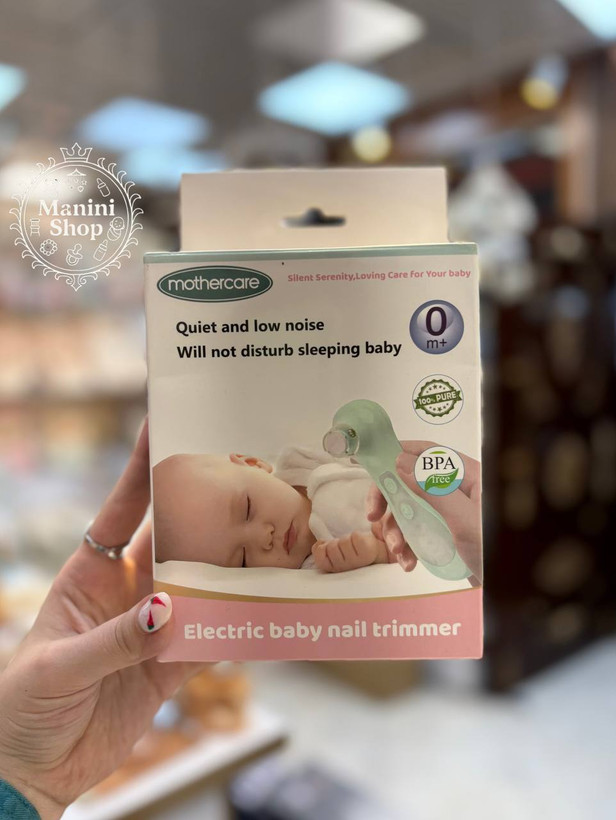 Manini
Shop
mothercare
Silent Serenity,Loving Care for Your baby
Quiet and low noise
Will not disturb sleeping baby
0
m+
100% PURE
BPA
free
Electric baby nail trimmer